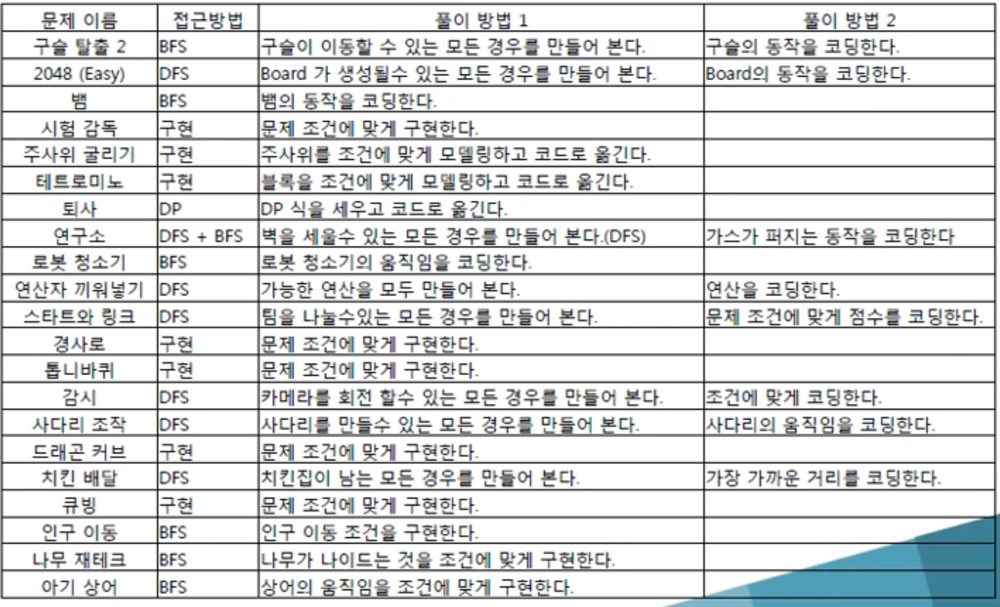 문제 이름 접근방법 풀이 방법 1 풀이 방법 2
구슬 탈출 2 BFS 구슬이 이동할 수 있는 모든 경우를 만들어 본다. 구슬의 동작을 코딩한다.
2048 (Easy) DFS Board 가 생성될수 있는 모든 경우를 만들어 본다. Board의 동작을 코딩한다.
뱀 BFS 뱀의 동작을 코딩한다.
시험 감독 구현 문제 조건에 맞게 구현한다.
주사위 굴리기 구현 주사위를 조건에 맞게 모델링하고 코드로 옮긴다.
테트로미노 구현 블록을 조건에 맞게 모델링하고 코드로 옮긴다.
퇴사 DP DP 식을 세우고 코드로 옮긴다.
연구소 DFS + BFS 벽을 세울수 있는 모든 경우를 만들어 본다.(DFS) 가스가 퍼지는 동작을 코딩한다
로봇 청소기 BFS 로봇 청소기의 움직임을 코딩한다.
연산자 끼워넣기 DFS 가능한 연산을 모두 만들어 본다. 연산을 코딩한다.
스타트와 링크 DFS 팀을 나눌수있는 모든 경우를 만들어 본다. 문제 조건에 맞게 점수를 코딩한다.
경사로 구현 문제 조건에 맞게 구현한다.
톱니바퀴 구현 문제 조건에 맞게 구현한다.
감시 DFS 카메라를 회전 할수 있는 모든 경우를 만들어 본다. 조건에 맞게 코딩한다.
사다리 조작 DFS 사다리를 만들수 있는 모든 경우를 만들어 본다. 사다리의 움직임을 코딩한다.
드래곤 커브 구현 문제 조건에 맞게 구현한다.
치킨 배달 DFS 치킨집이 남는 모든 경우를 만들어 본다. 가장 가까운 거리를 코딩한다.
큐빙 구현 문제 조건에 맞게 구현한다.
인구 이동 BFS 인구 이동 조건을 구현한다.
나무 재테크 BFS 나무가 나이드는 것을 조건에 맞게 구현한다.
아기 상어 BFS 상어의 움직임을 조건에 맞게 구현한다.